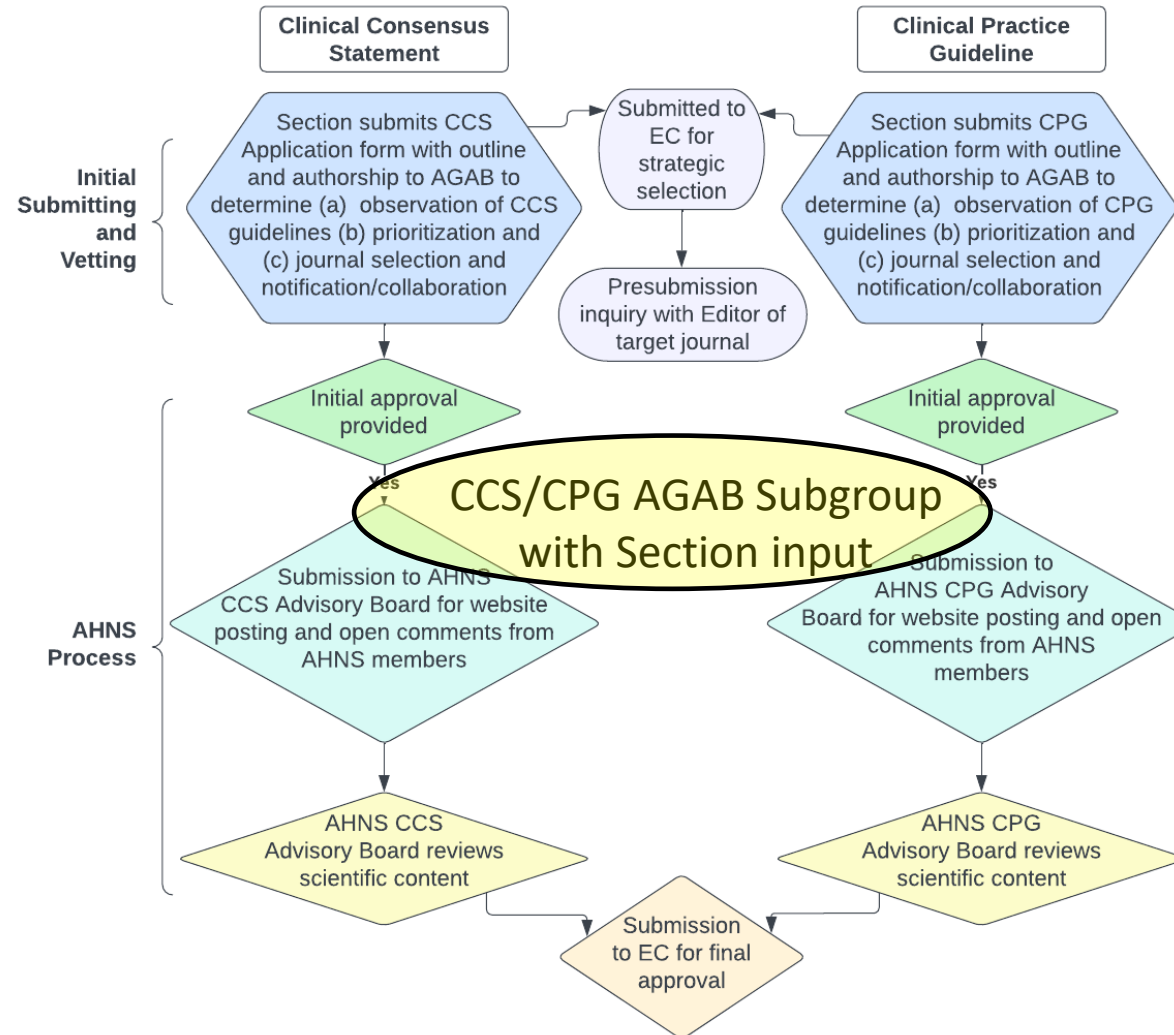 Clinical Consensus
Statement
Clinical Practice
Guideline
Initial
Submitting
and
Vetting
Section submits CCS
Application form with outline
and authorship to AGAB to
determine (a)  observation of CCS
guidelines (b) prioritization and
(c) journal selection and
notification/collaboration
Submitted to
EC for
strategic
selection
Presubmission
inquiry with Editor of
target journal
Section submits CPG
Application form with outline
and authorship to AGAB to
determine (a)  observation of CPG
guidelines (b) prioritization and
(c) journal selection and
notification/collaboration
AHNS
Process
Initial approval
provided
Initial approval
provided
Yes
Yes
CCS/CPG AGAB Subgroup
with Section input
Submission to AHNS
CCS Advisory Board for website
posting and open comments from
AHNS members
Submission to
AHNS CPG Advisory
Board for website posting and open
comments from AHNS
members
AHNS CCS
Advisory Board reviews
scientific content
AHNS CPG
Advisory Board reviews
scientific content
Submission
to EC for final
approval